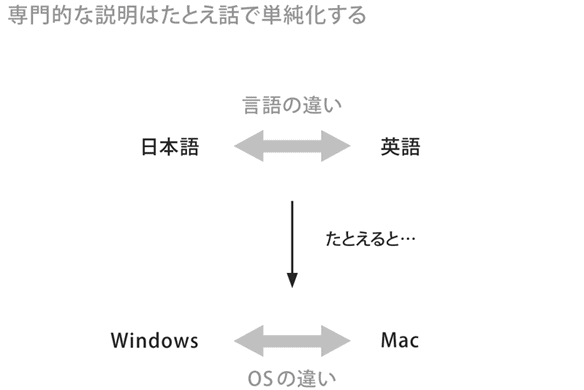 専門的な説明はたとえ話で単純化する
言語の違い
日本語
英語
たとえると…
Windows
Mac
OSの違い